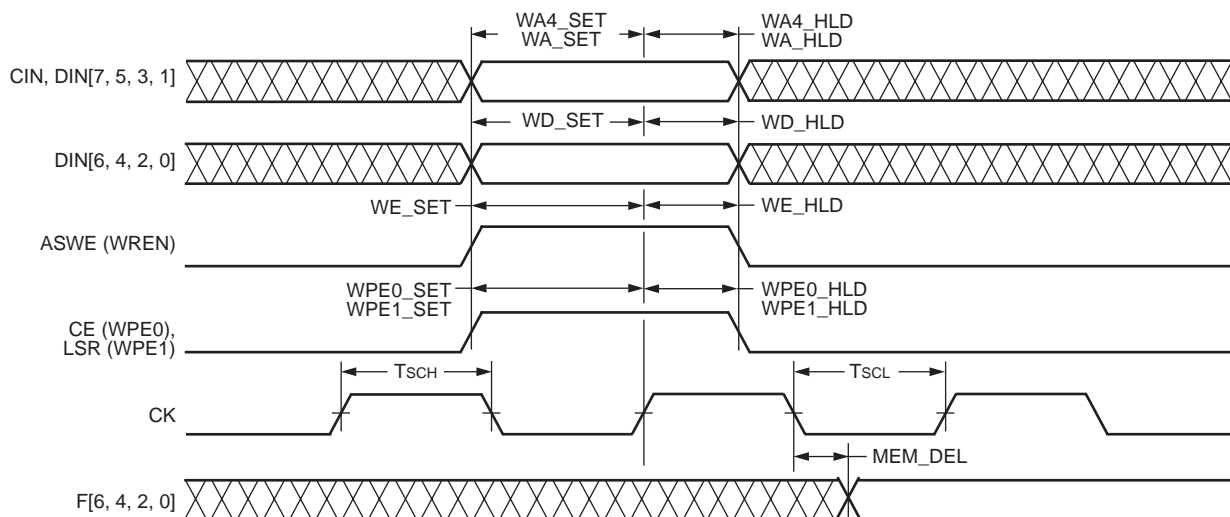 WA4_SET
WA_SET
WA4_HLD
WA_HLD
CIN, DIN[7, 5, 3, 1]
WD_SET
WD_HLD
DIN[6, 4, 2, 0]
WE_SET
WE_HLD
ASWE (WREN)
WPE0_SET
WPE1_SET
WPE0_HLD
WPE1_HLD
CE (WPE0),
LSR (WPE1)
TSCH
TSCL
CK
MEM_DEL
F[6, 4, 2, 0]